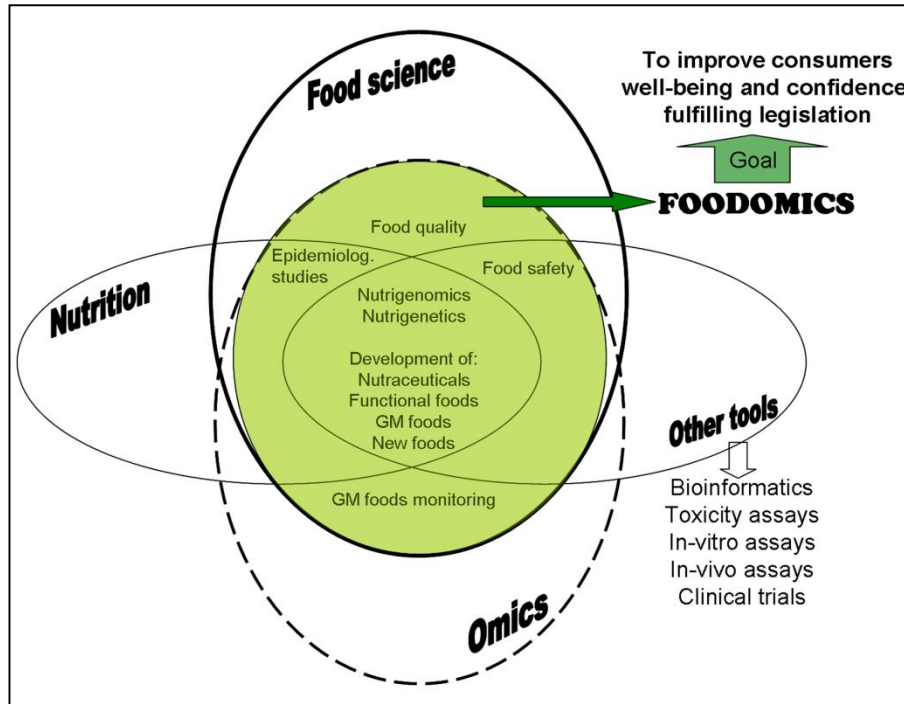 Food science
To improve consumers
well-being and confidence
fulfilling legislation
Goal
FOODOMICS
Food quality
Epidemiolog.
studies
Food safety
Nutrition
Nutrigenomics
Nutrigenetics
Development of:
Nutraceuticals
Functional foods
GM foods
New foods
Other tools
GM foods monitoring
Bioinformatics
Toxicity assays
In-vitro assays
In-vivo assays
Clinical trials
Omics